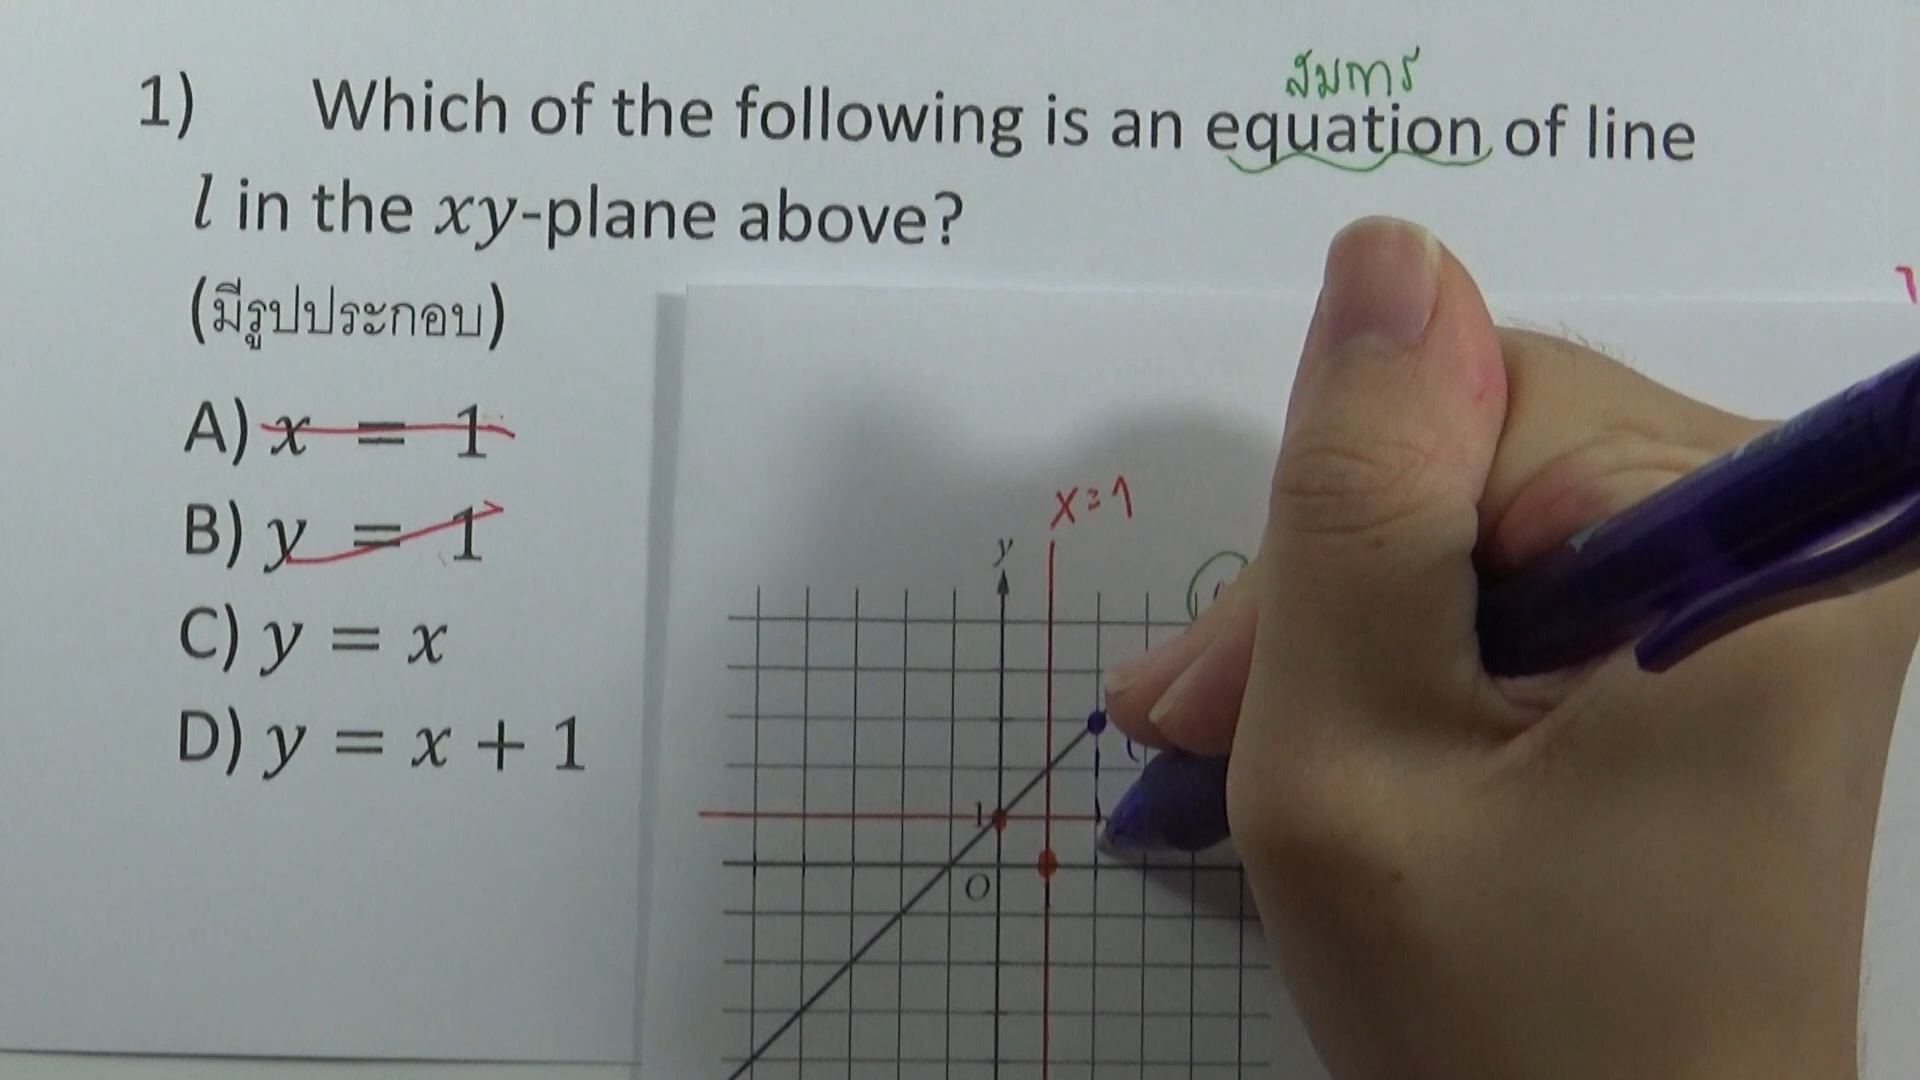 สมการ
1) Which of the following is an equation of line
l in the xy-plane above?
(มีรูปประกอบ)
A) x = 1
B) y = 1
C) y = x
D) y = x + 1
x=1
y
1
O